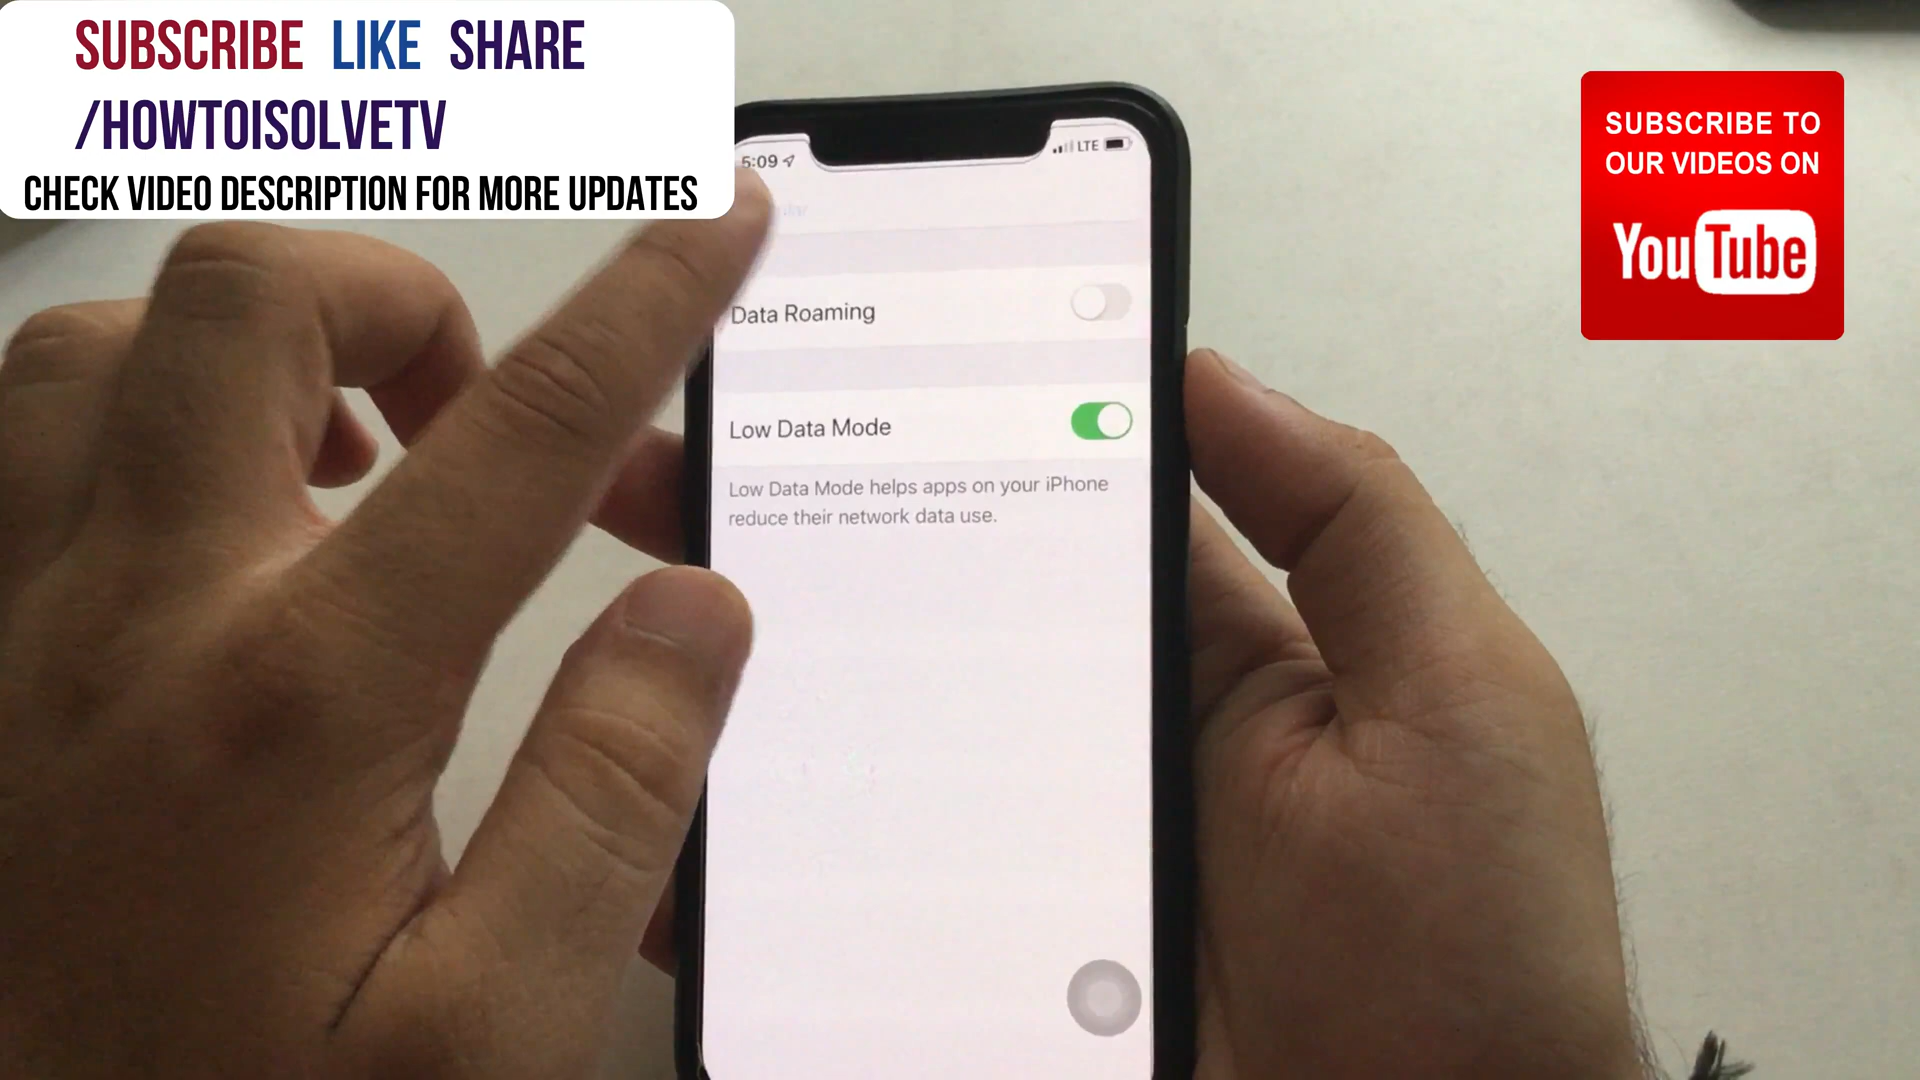 SUBSCRIBE LIKE SHARE
/HOWTOISOLVETV
CHECK VIDEO DESCRIPTION FOR MORE UPDATES
SUBSCRIBE TO
OUR VIDEOS ON
YouTube
5:09
LTE
Data Roaming
Low Data Mode
Low Data Mode helps apps on your iPhone
reduce their network data use.